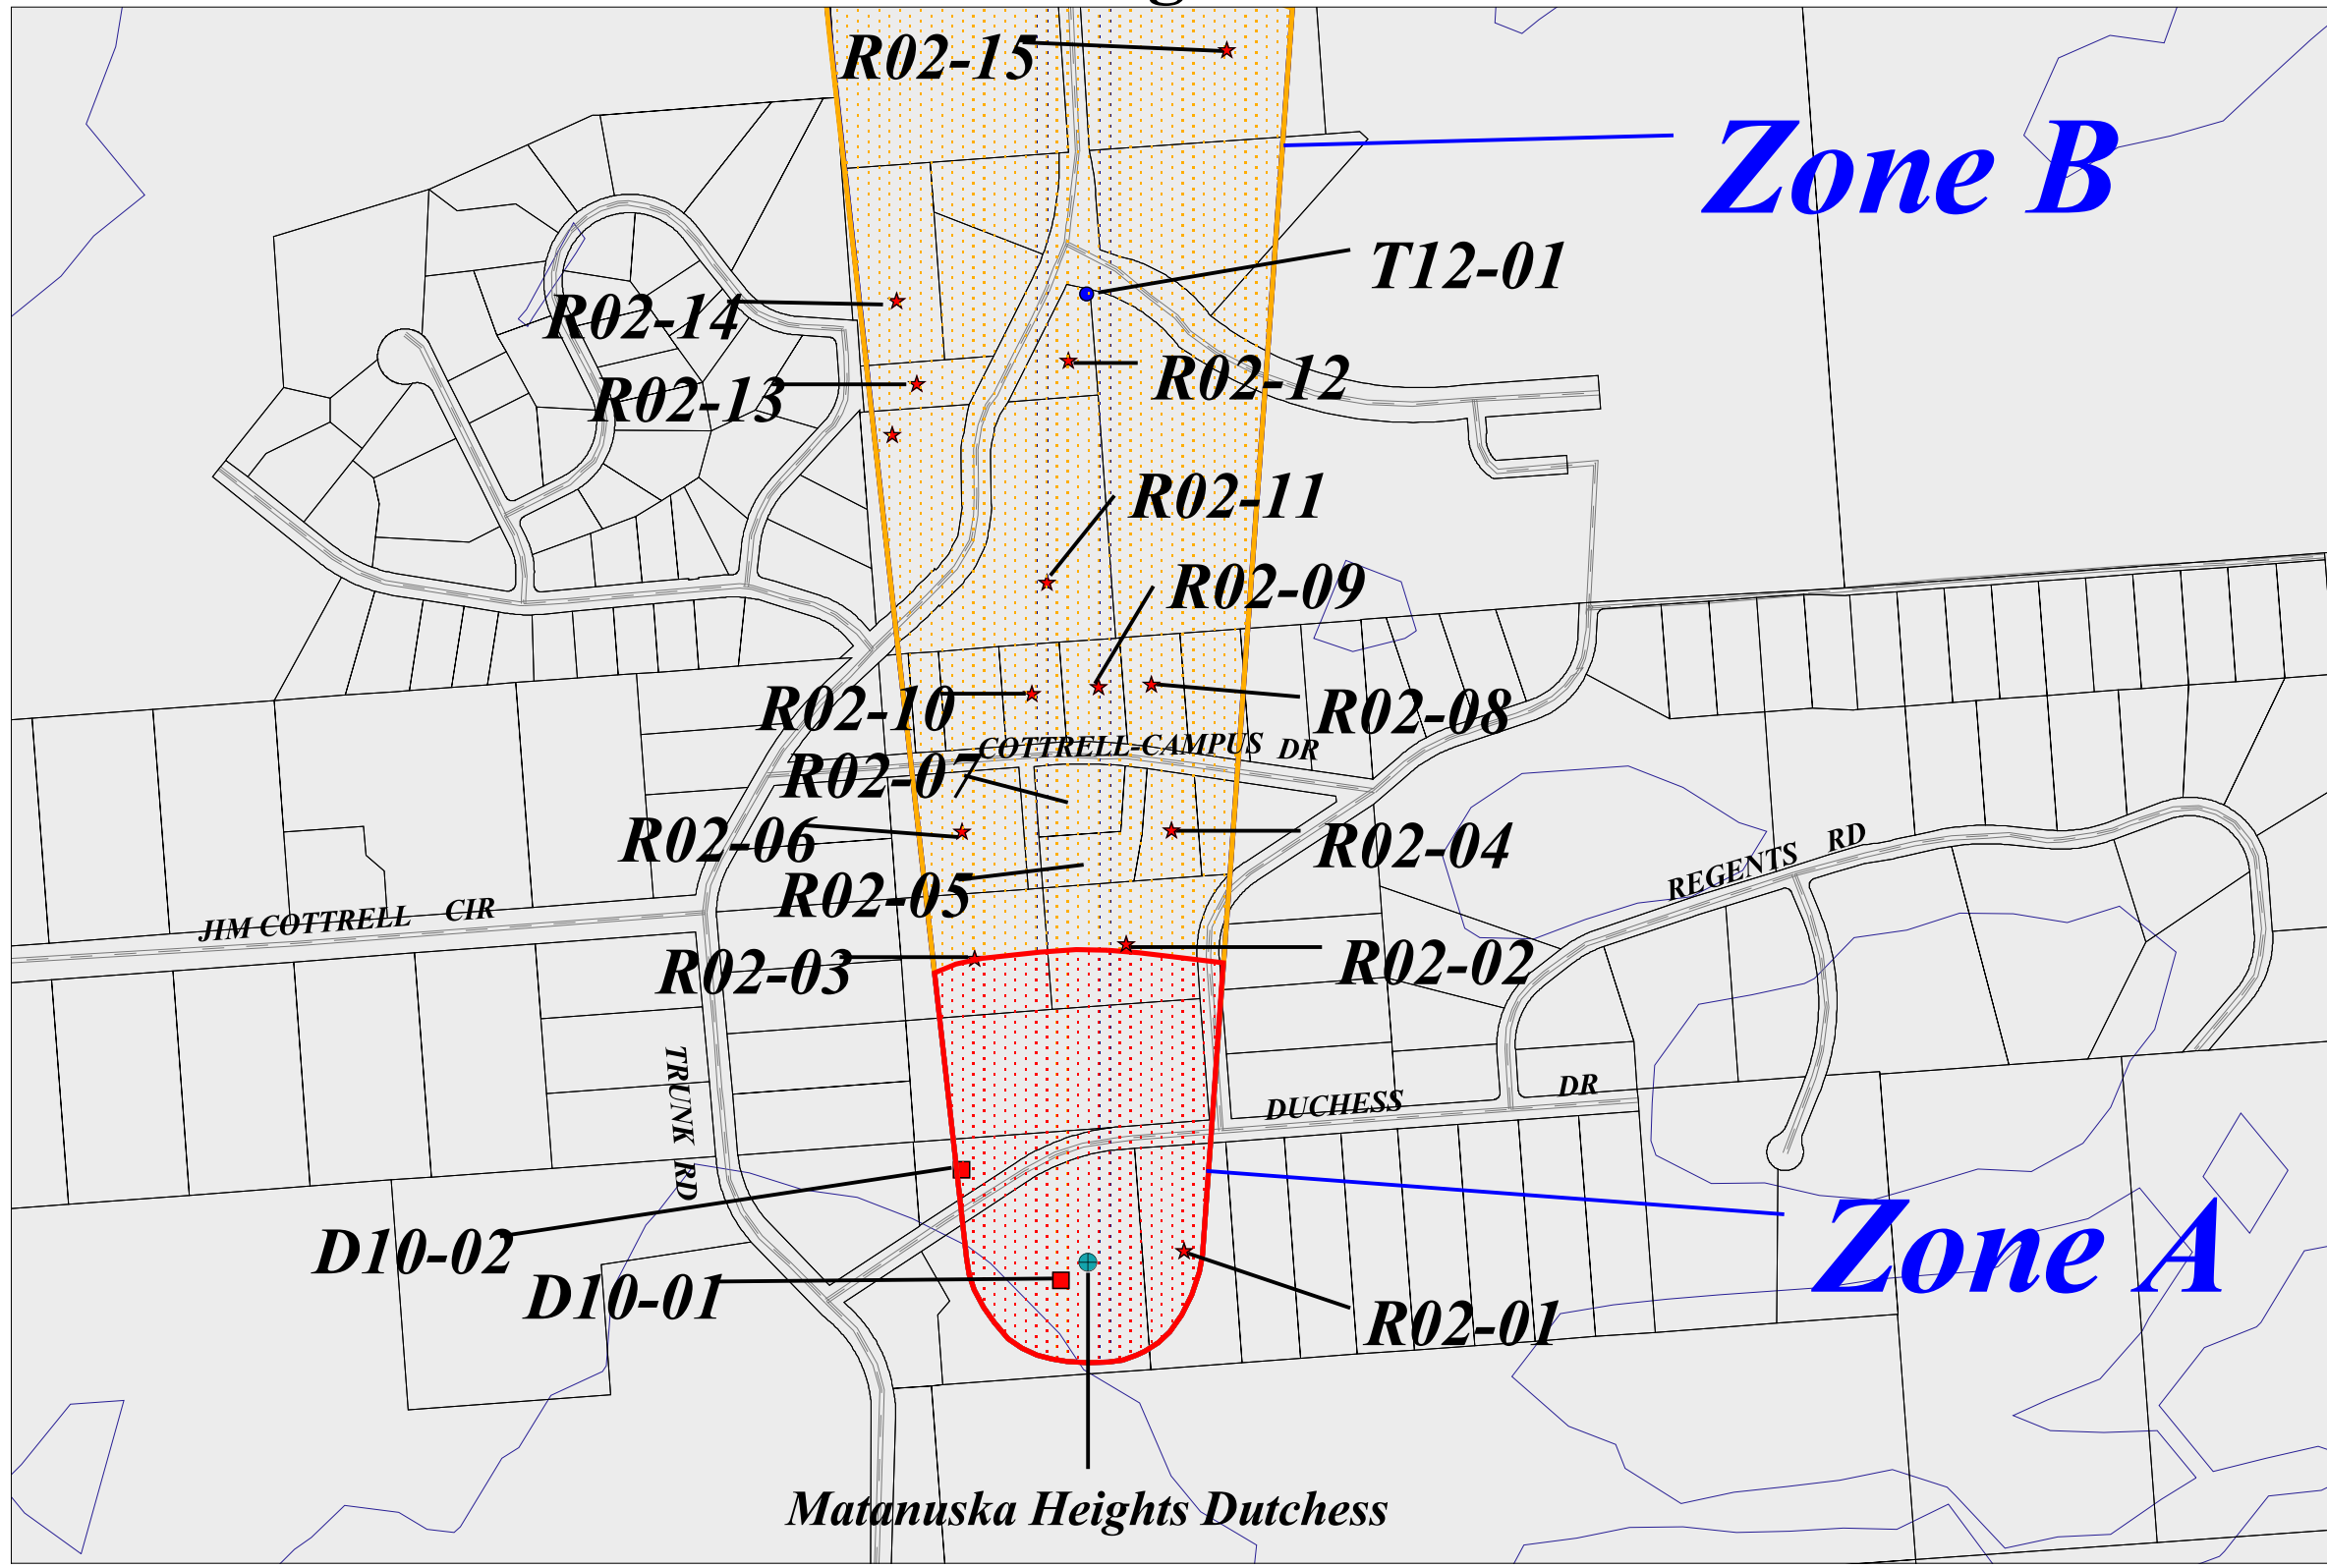 R02-15
Zone B
T12-01
R02-14
R02-12
R02-13
R02-11
R02-09
R02-10
R02-08
COTTRELL-CAMPUS DR
R02-07
R02-06
R02-04
REGENTS RD
R02-05
JIM COTTRELL CIR
R02-03
R02-02
TRUNK RD
DUCHESS DR
D10-02
Zone A
D10-01
R02-01
Matanuska Heights Dutchess